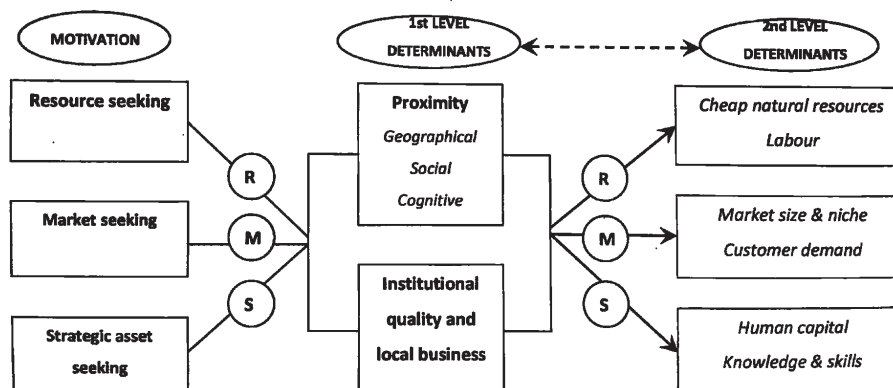 MOTIVATION
1st LEVEL
DETERMINANTS
2nd LEVEL
DETERMINANTS
Resource seeking
Market seeking
Strategic asset
seeking
R
M
S
Proximity
Geographical
Social
Cognitive
Institutional
quality and
local business
R
M
S
Cheap natural resources
Labour
Market size & niche
Customer demand
Human capital
Knowledge & skills